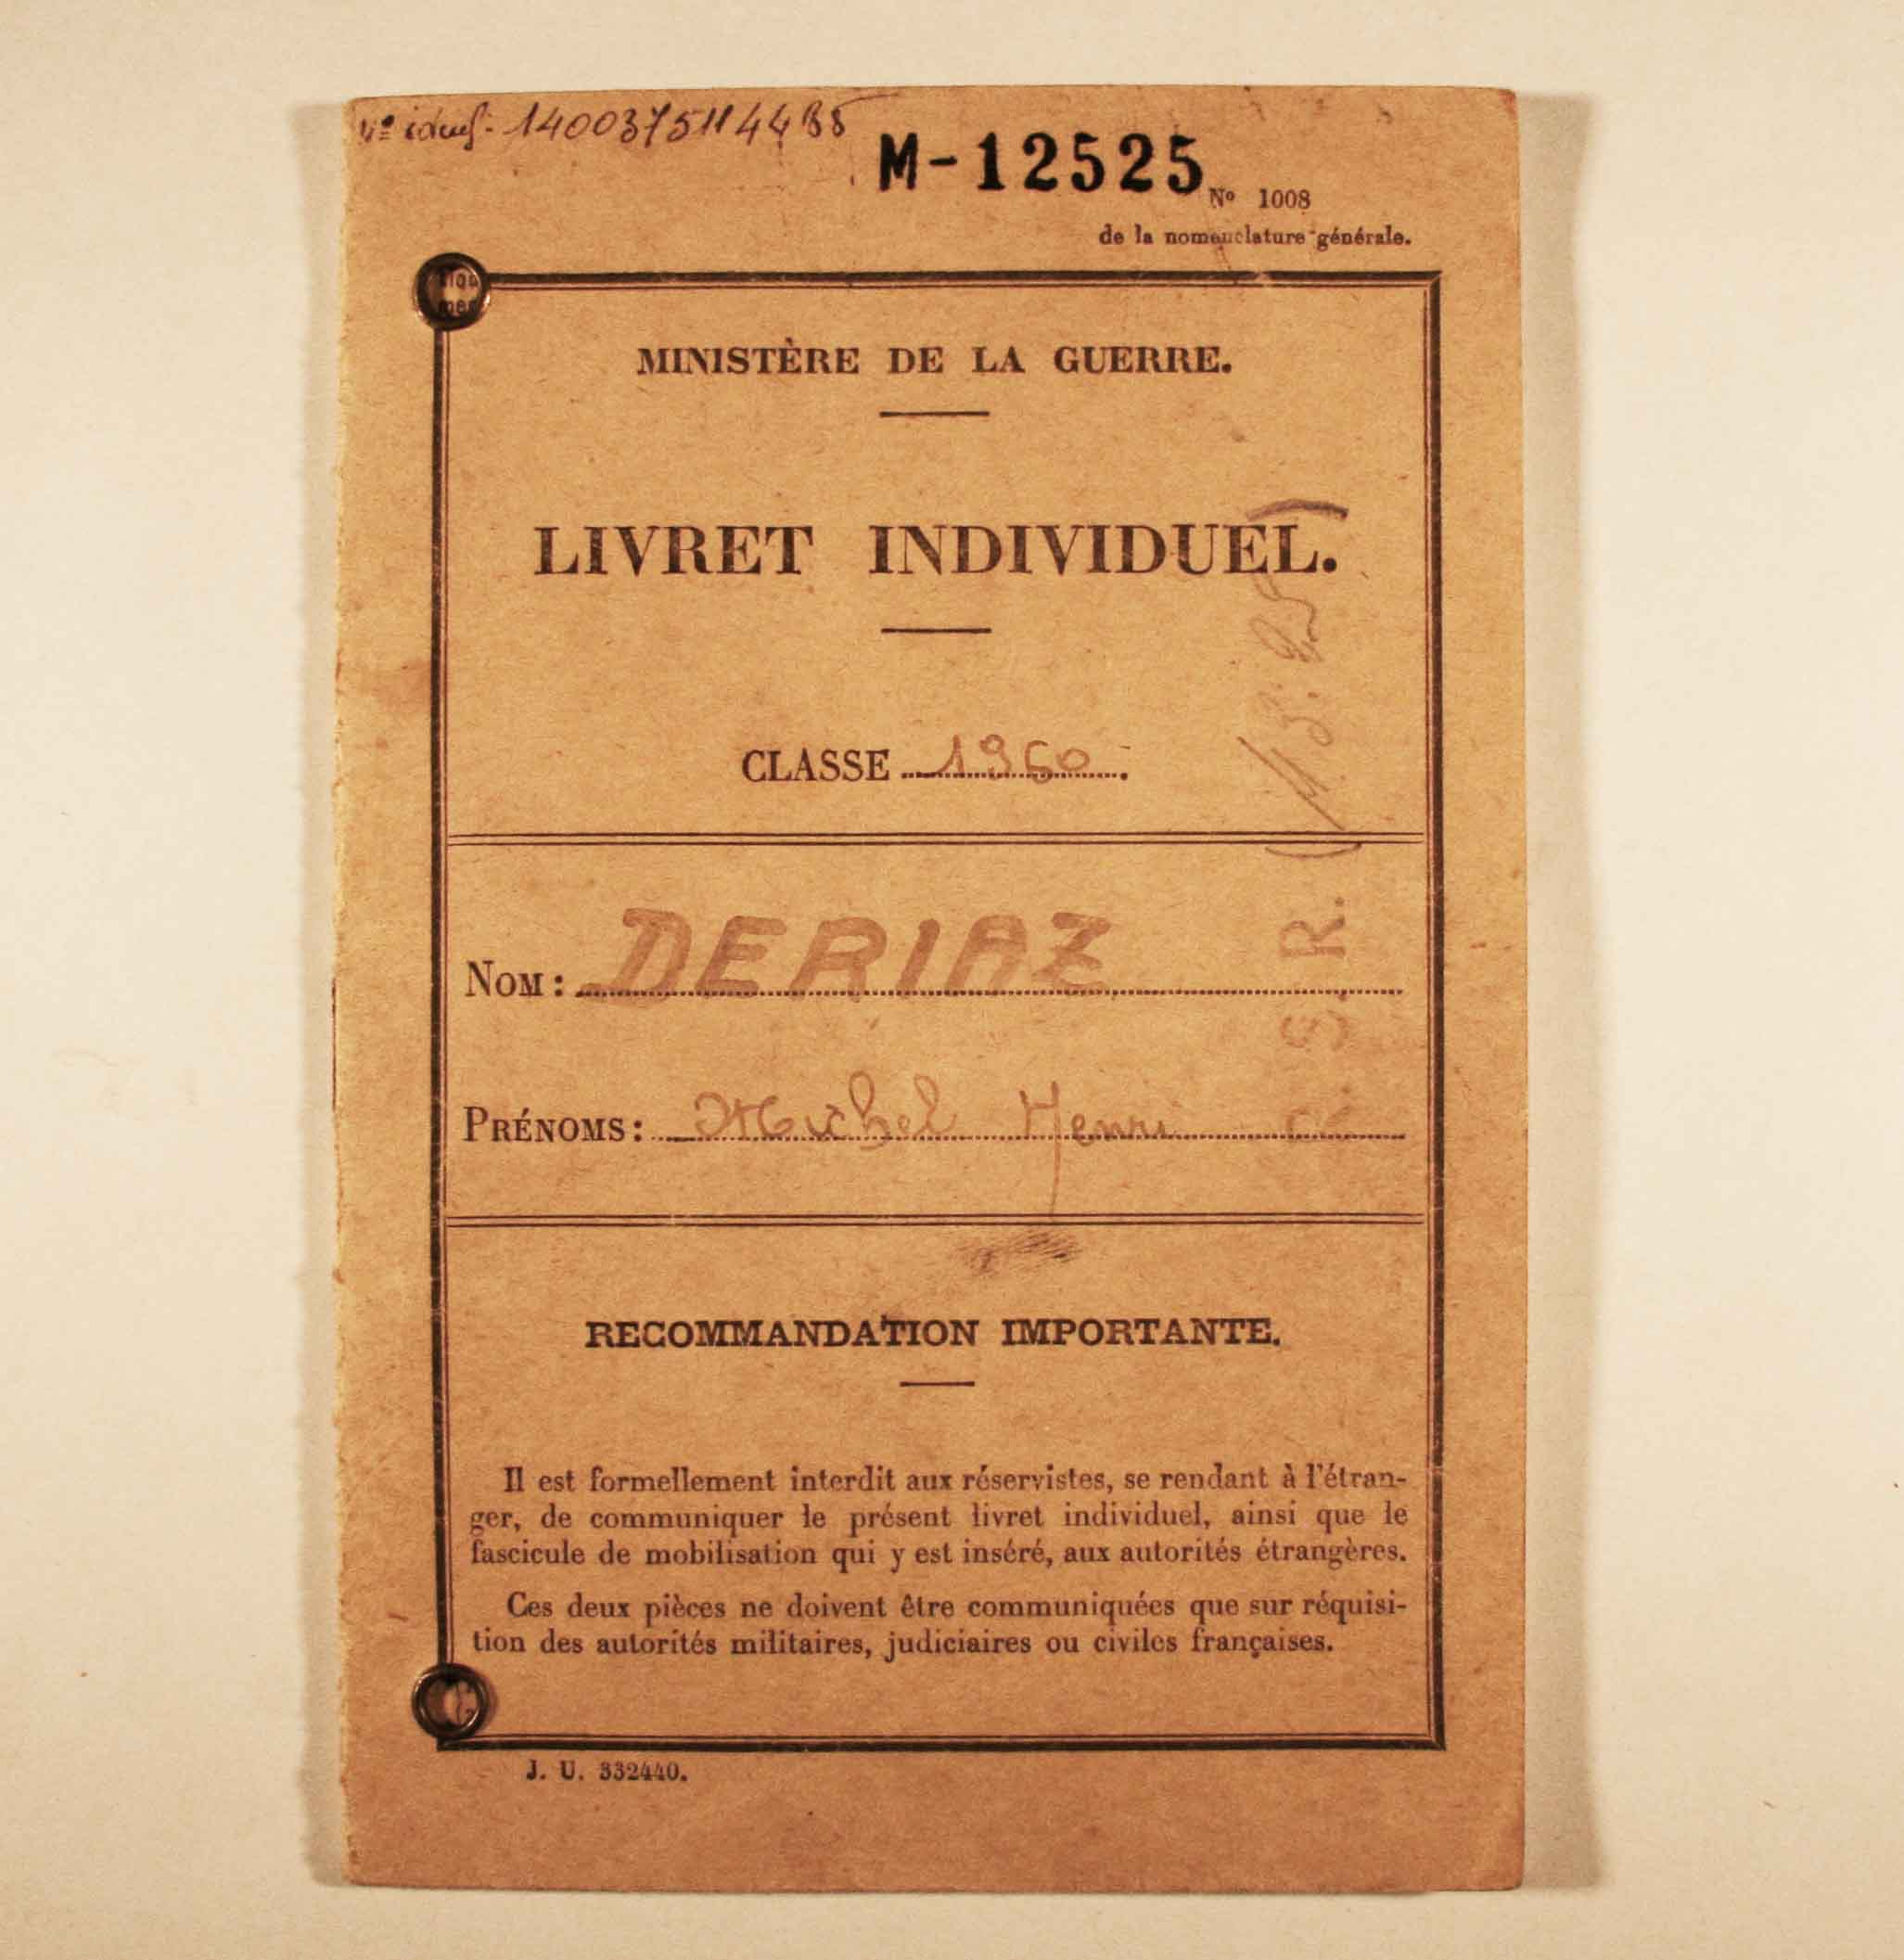 1400375114485
M-12525
N° 1008
de la nomenclature générale.
MINISTÈRE DE LA GUERRE.
LIVRET INDIVIDUEL.
CLASSE 1960.
NOM : DERIAZ
PRÉNOMS : Michel Henri
S. R. (
RECOMMANDATION IMPORTANTE.
Il est formellement interdit aux réservistes, se rendant à l'étran-
ger, de communiquer le présent livret individuel, ainsi que le
fascicule de mobilisation qui y est inséré, aux autorités étrangères.
Ces deux pièces ne doivent être communiquées que sur réquisi-
tion des autorités militaires, judiciaires ou civiles françaises.
J. U. 332440.